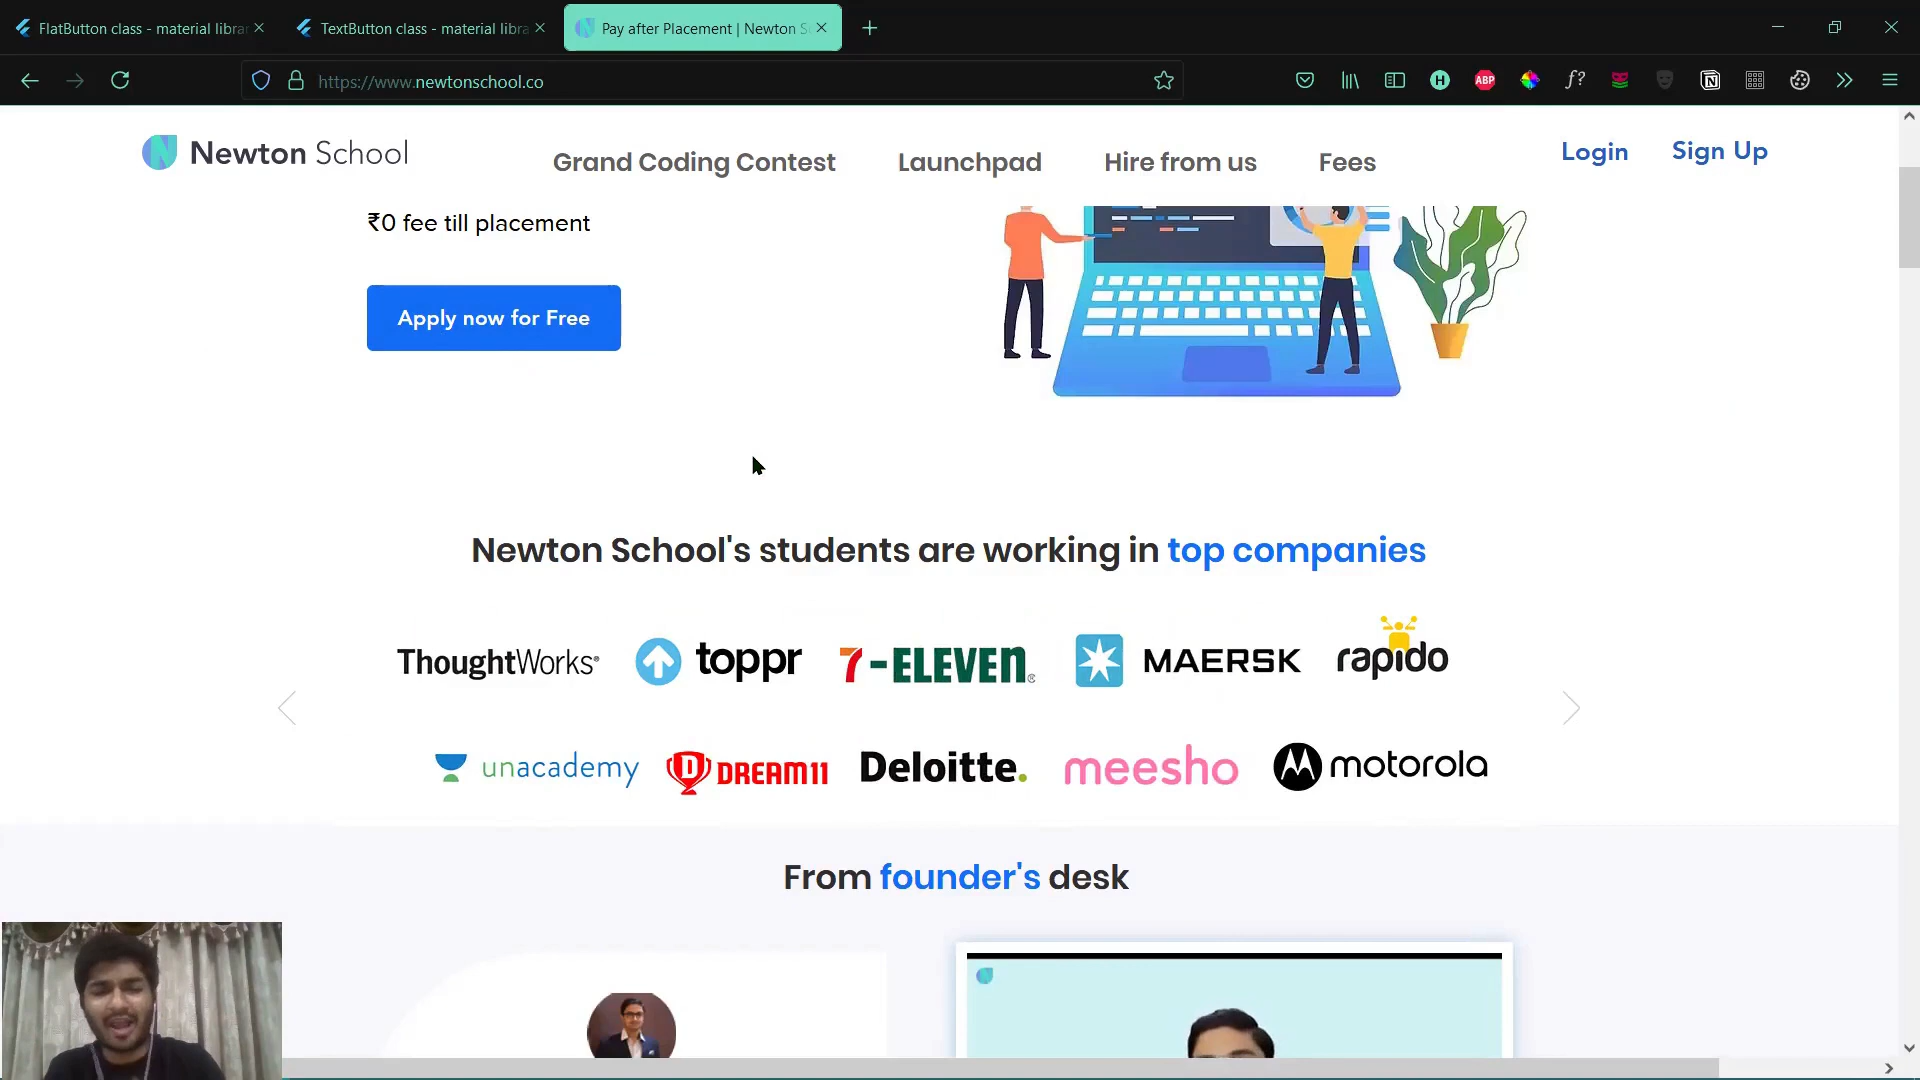 FlatButton class - material librar
TextButton class - material libra
Pay after Placement | Newton S
https://www.newtonschool.co
H
ABP
f?
N
Newton School
Grand Coding Contest
Launchpad
Hire from us
Fees
Login
Sign Up
₹0 fee till placement
Apply now for Free
Newton School's students are working in top companies
ThoughtWorks®
toppr
7-ELEVEN®
MAERSK
rapido
unacademy
D DREAM11
Deloitte.
meesho
motorola
From founder's desk